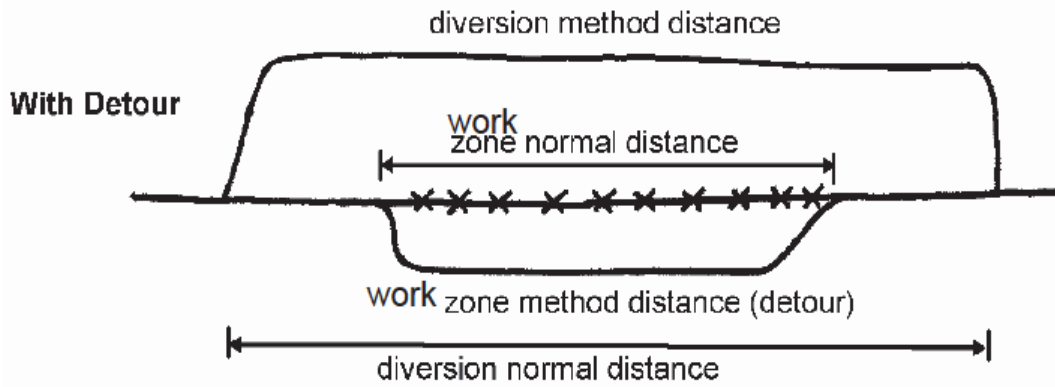 diversion method distance
With Detour
work
zone normal distance
work zone method distance (detour)
diversion normal distance